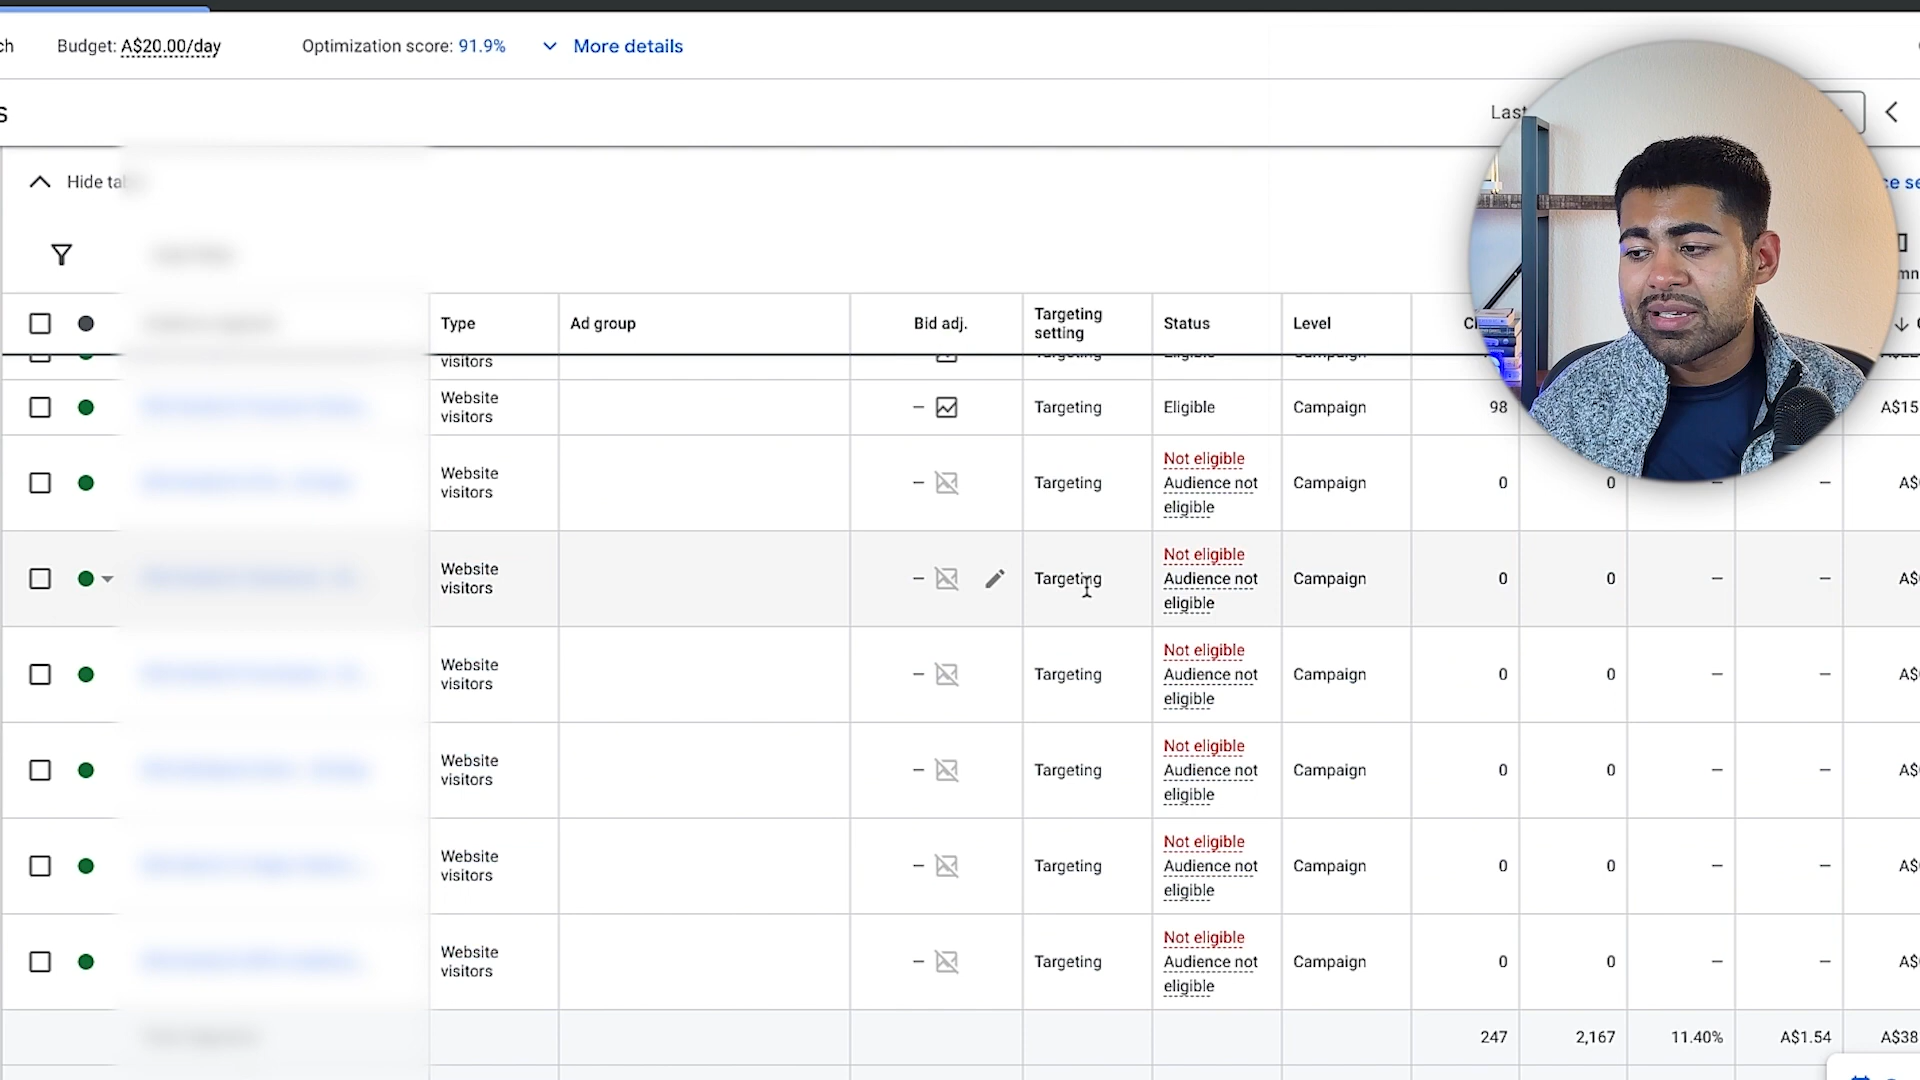 ch Budget: A$20.00/day Optimization score: 91.9% More details
s Last
Hide
Type Ad group Bid adj. Targeting setting Status Level
visitors
Website visitors – Targeting Eligible Campaign 98 A$15
Website visitors – Targeting Not eligible Audience not eligible Campaign 0 0 – – A$
Website visitors – Targeting Not eligible Audience not eligible Campaign 0 0 – – A$
Website visitors – Targeting Not eligible Audience not eligible Campaign 0 0 – – A$
Website visitors – Targeting Not eligible Audience not eligible Campaign 0 0 – – A$
Website visitors – Targeting Not eligible Audience not eligible Campaign 0 0 – – A$
Website visitors – Targeting Not eligible Audience not eligible Campaign 0 0 – – A$
247 2,167 11.40% A$1.54 A$38